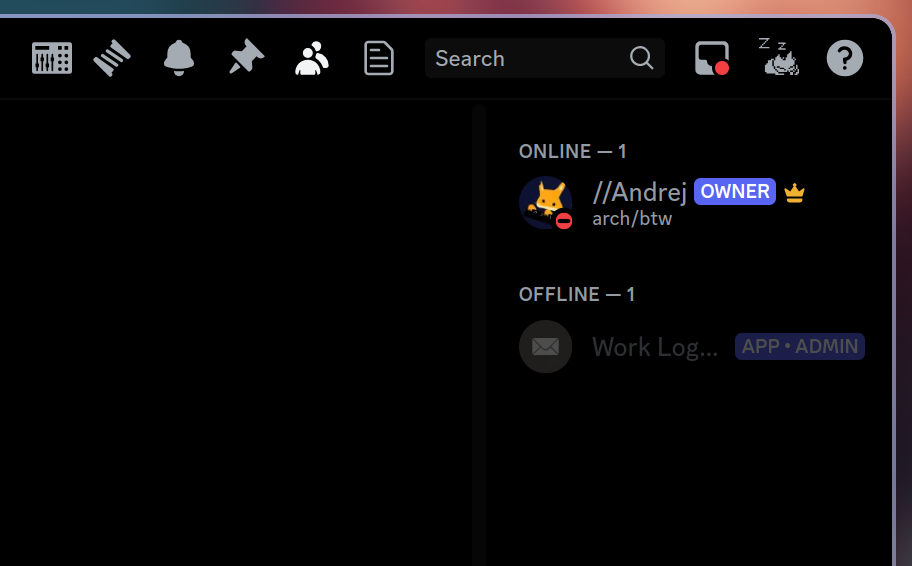 Search
z z
?
ONLINE — 1
//Andrej OWNER
arch/btw
OFFLINE — 1
Work Log... APP • ADMIN